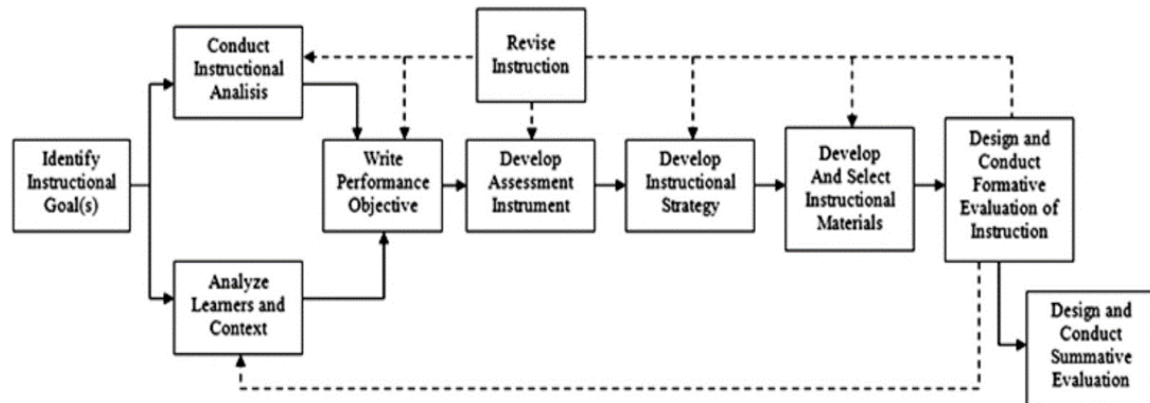 Conduct
Instructional
Analisis
Revise
Instruction
Identify
Instructional
Goal(s)
Write
Performance
Objective
Develop
Assessment
Instrument
Develop
Instructional
Strategy
Develop
And Select
Instructional
Materials
Design and
Conduct
Formative
Evaluation of
Instruction
Analyze
Learners and
Context
Design and
Conduct
Summative
Evaluation